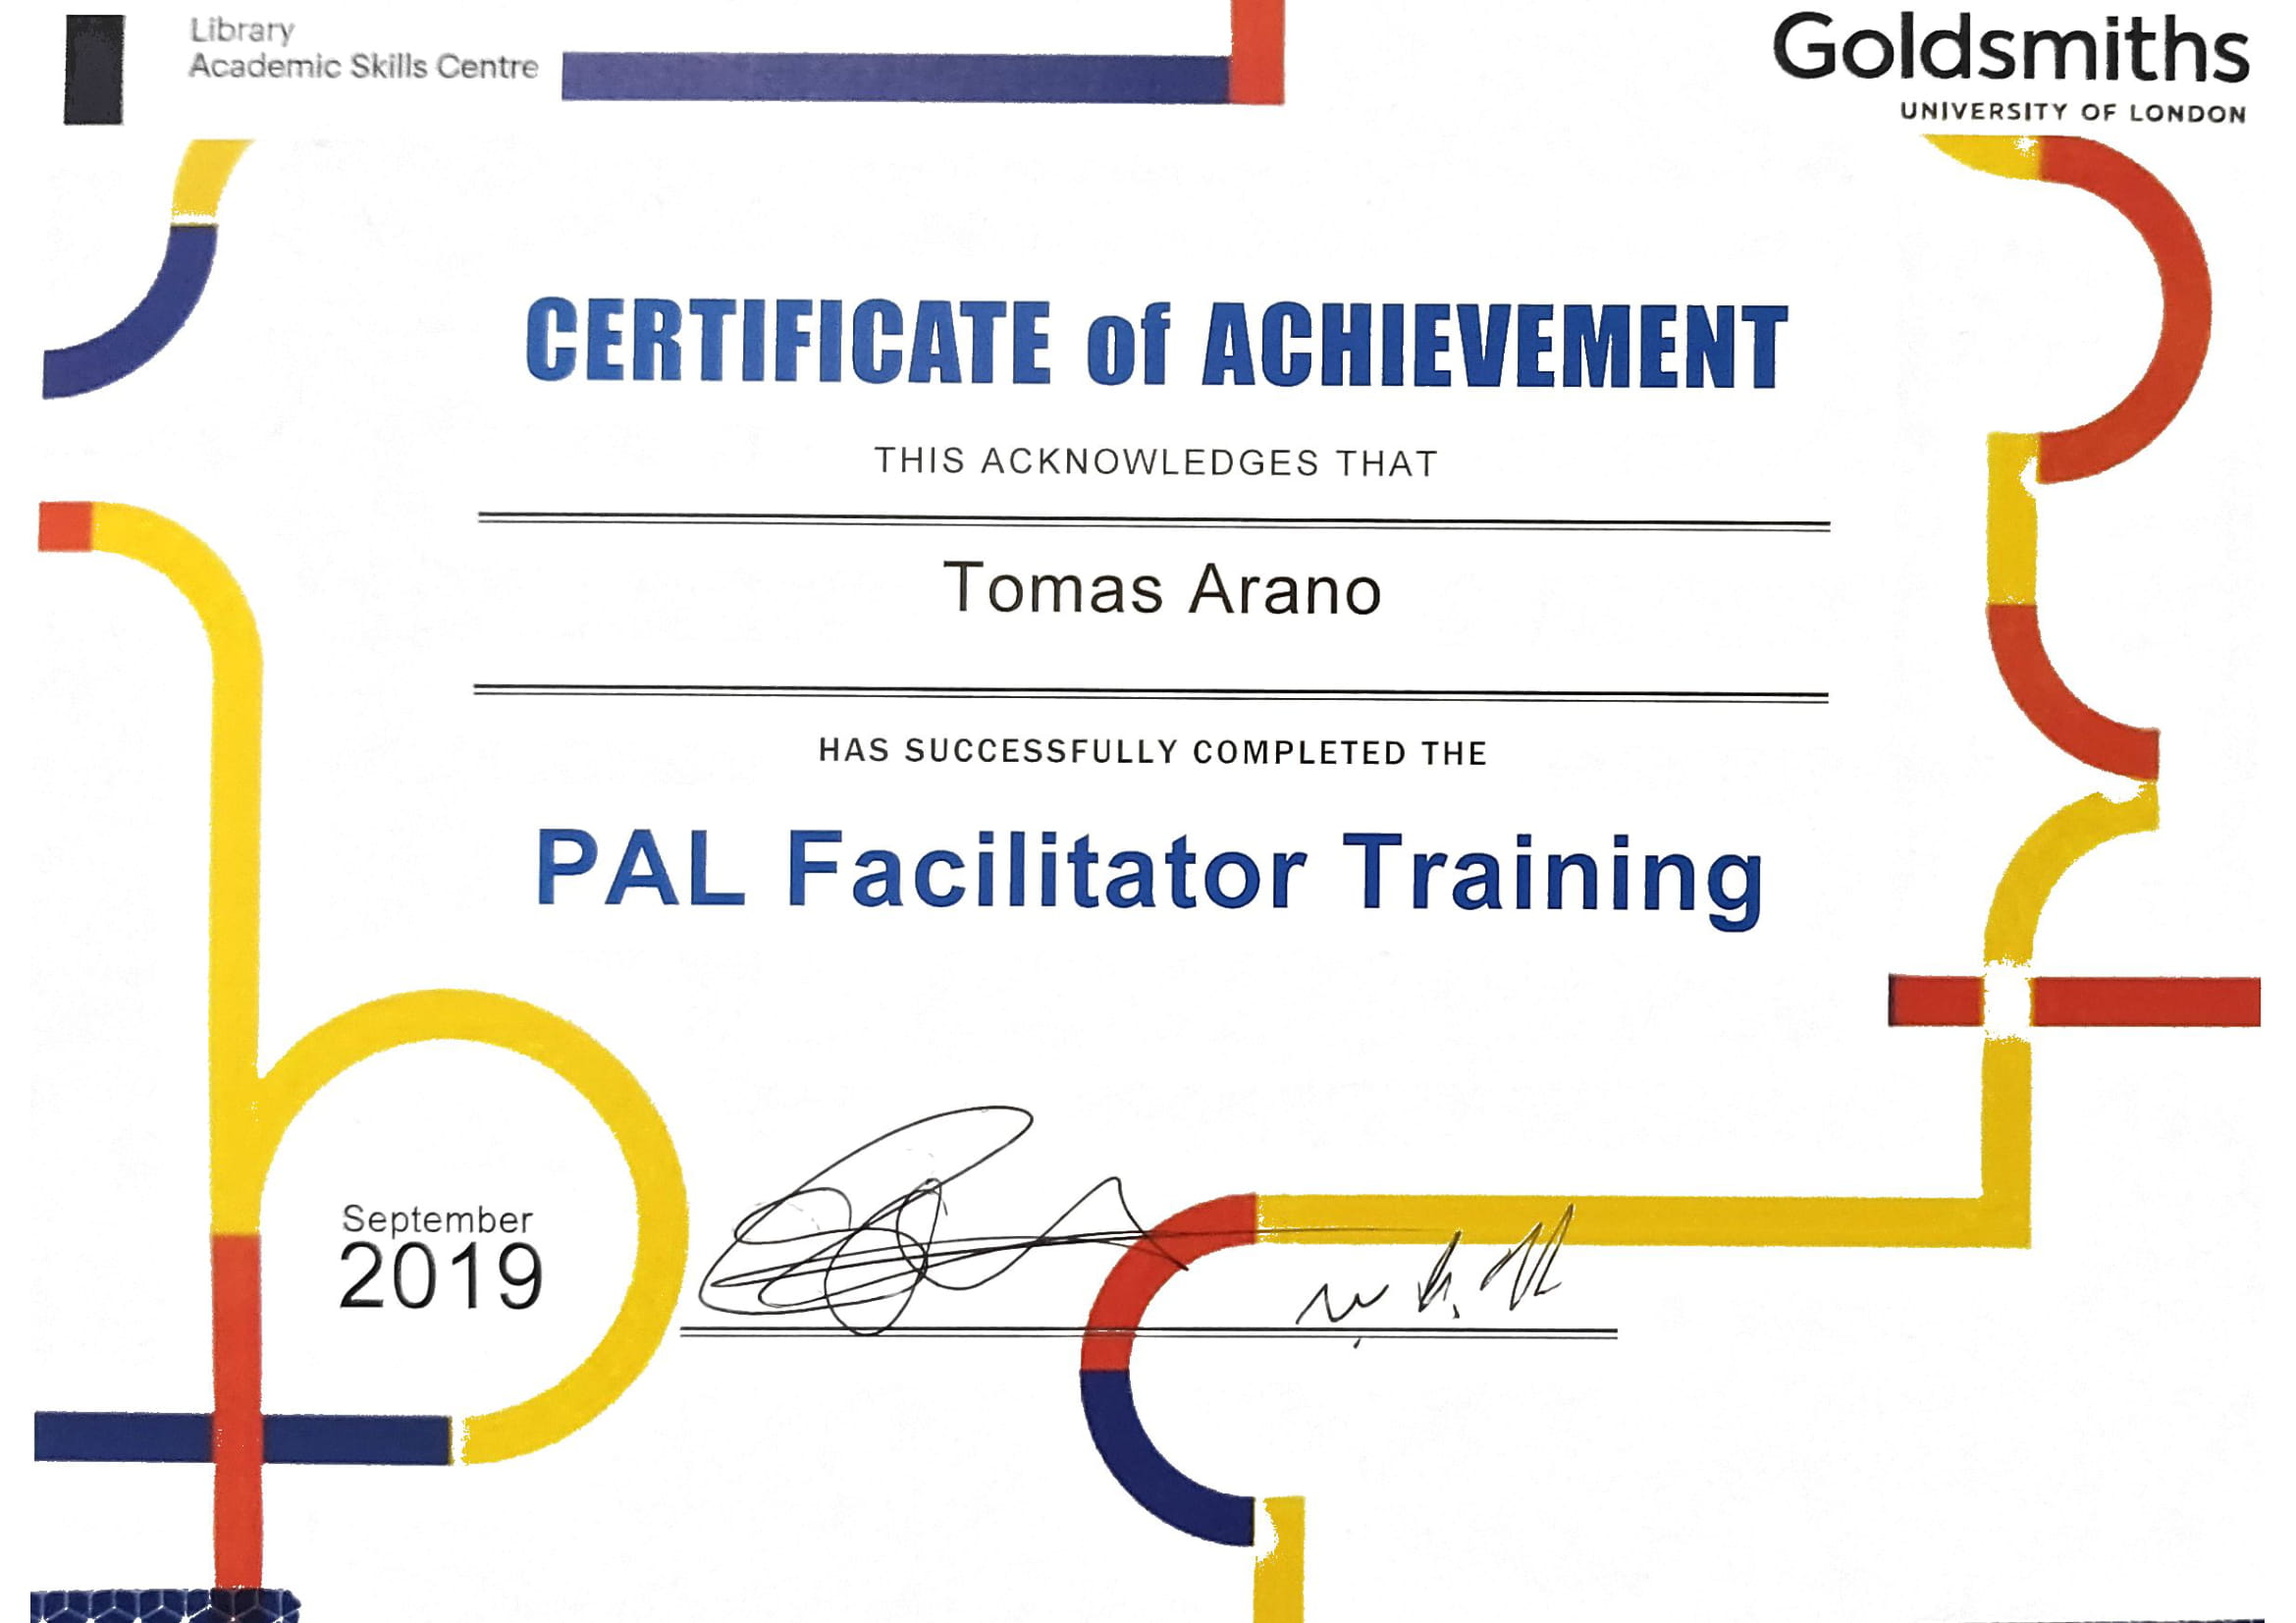 Library
Academic Skills Centre
Goldsmiths
UNIVERSITY OF LONDON
CERTIFICATE of ACHIEVEMENT
THIS ACKNOWLEDGES THAT
Tomas Arano
HAS SUCCESSFULLY COMPLETED THE
PAL Facilitator Training
September
2019